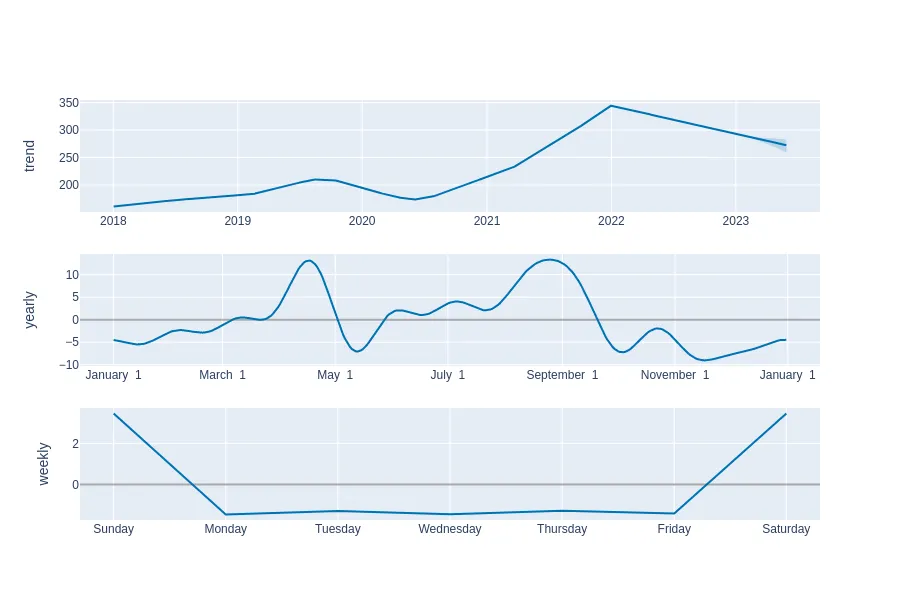 trend
350
300
250
200
2018 2019 2020 2021 2022 2023
yearly
10
5
0
−5
−10
January 1 March 1 May 1 July 1 September 1 November 1 January 1
weekly
2
0
Sunday Monday Tuesday Wednesday Thursday Friday Saturday